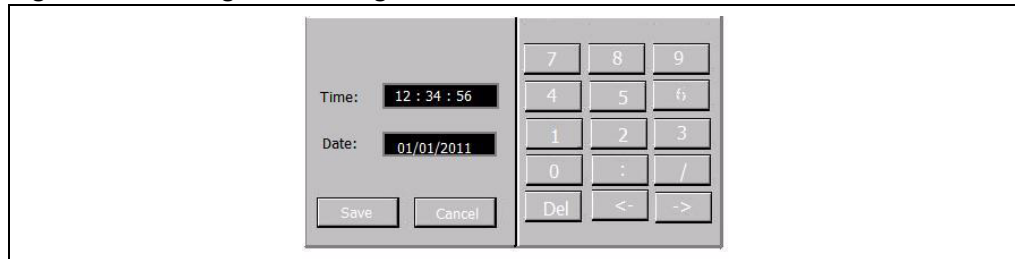 Time: 12 : 34 : 56
Date: 01/01/2011
Save Cancel
7 8 9
4 5
1 2 3
0 : /
Del <- ->